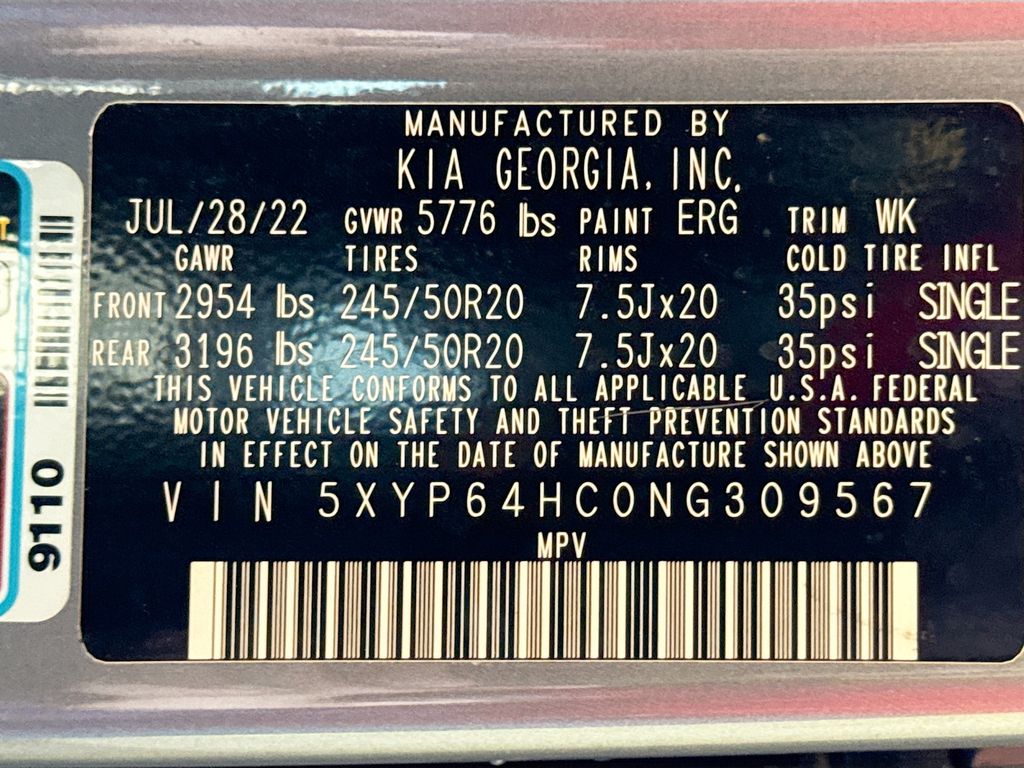 MANUFACTURED BY
KIA GEORGIA, INC.
JUL/28/22 GVWR 5776 lbs PAINT ERG TRIM WK
GAWR TIRES RIMS COLD TIRE INFL
FRONT 2954 lbs 245/50R20 7.5Jx20 35psi SINGLE
REAR 3196 lbs 245/50R20 7.5Jx20 35psi SINGLE
THIS VEHICLE CONFORMS TO ALL APPLICABLE U.S.A. FEDERAL
MOTOR VEHICLE SAFETY AND THEFT PREVENTION STANDARDS
IN EFFECT ON THE DATE OF MANUFACTURE SHOWN ABOVE
VIN 5XYP64HC0NG309567
MPV
9110